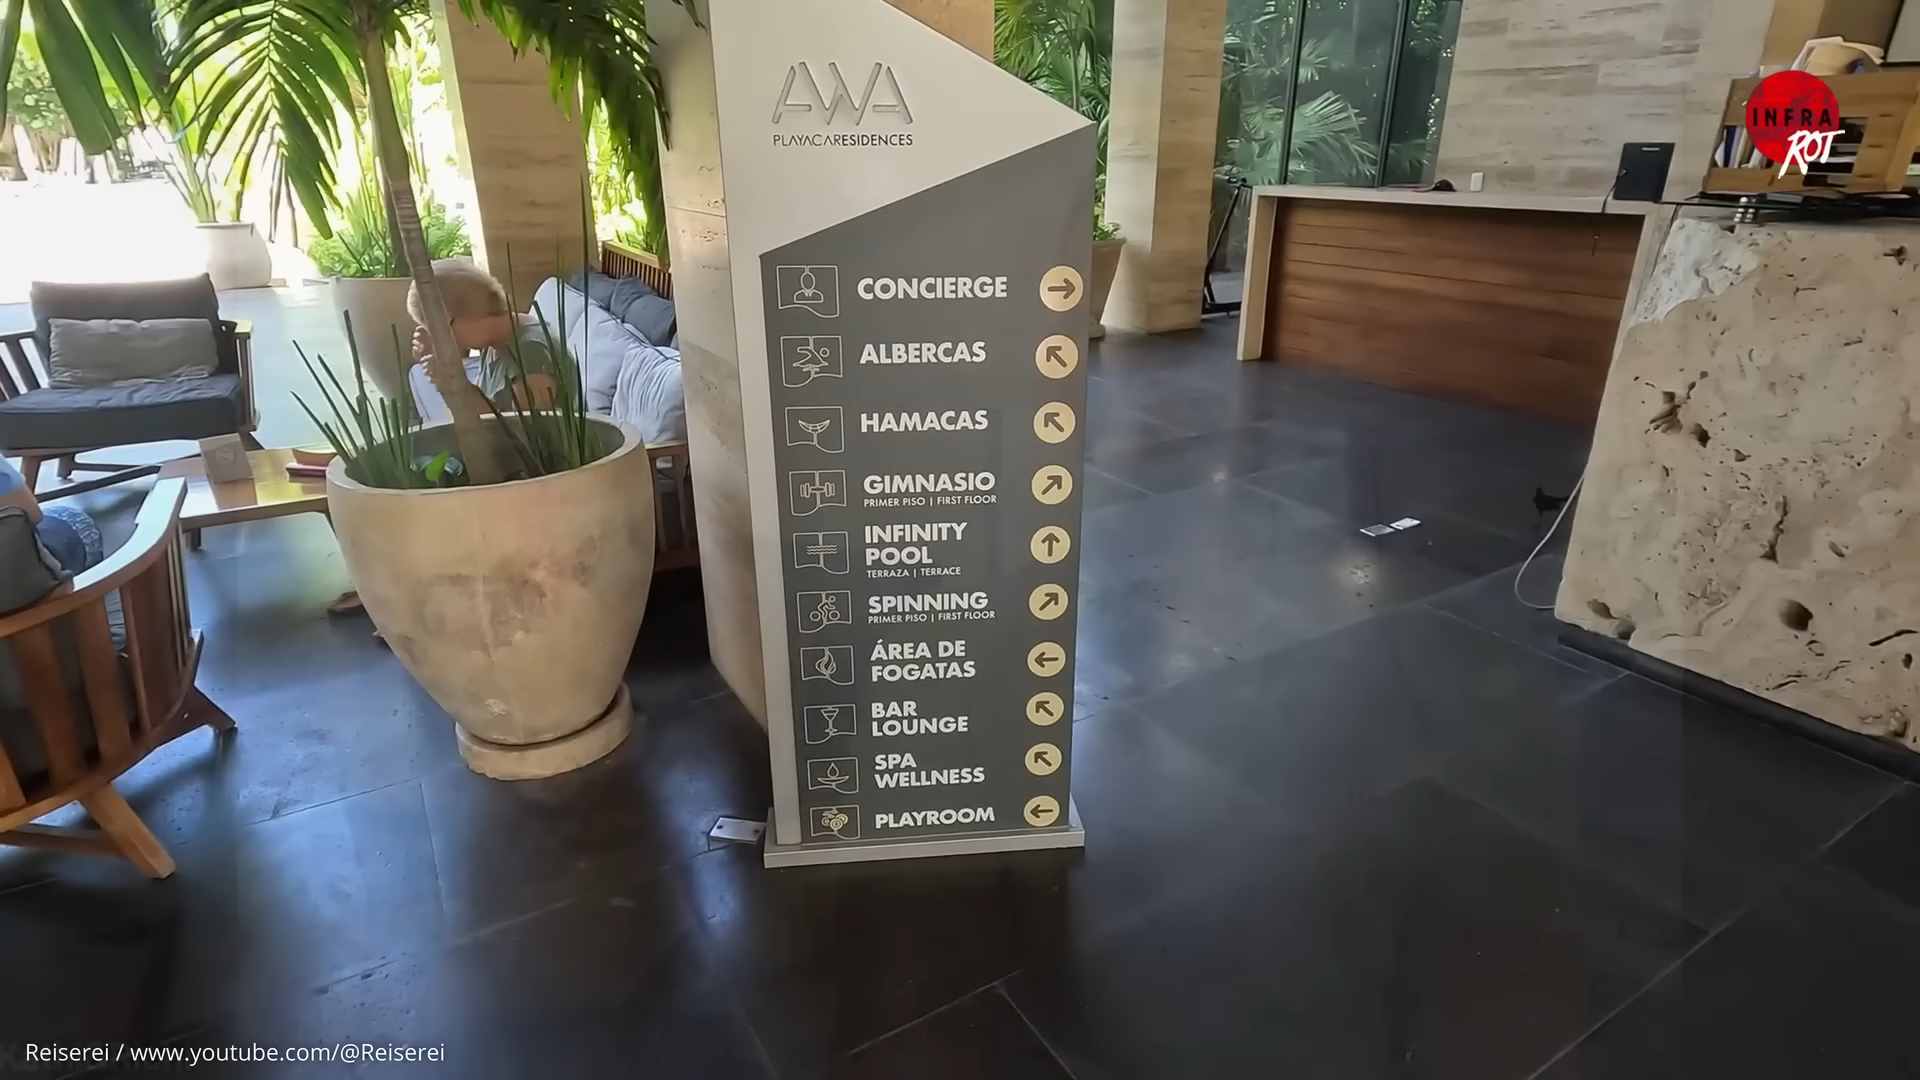 AWA
PLAYACARESIDENCES
CONCIERGE
ALBERCAS
HAMACAS
GIMNASIO
PRIMER PISO | FIRST FLOOR
INFINITY
POOL
TERRAZA | TERRACE
SPINNING
PRIMER PISO | FIRST FLOOR
ÁREA DE
FOGATAS
BAR
LOUNGE
SPA
WELLNESS
PLAYROOM
INFRA
ROT
Reiserei / www.youtube.com/@Reiserei